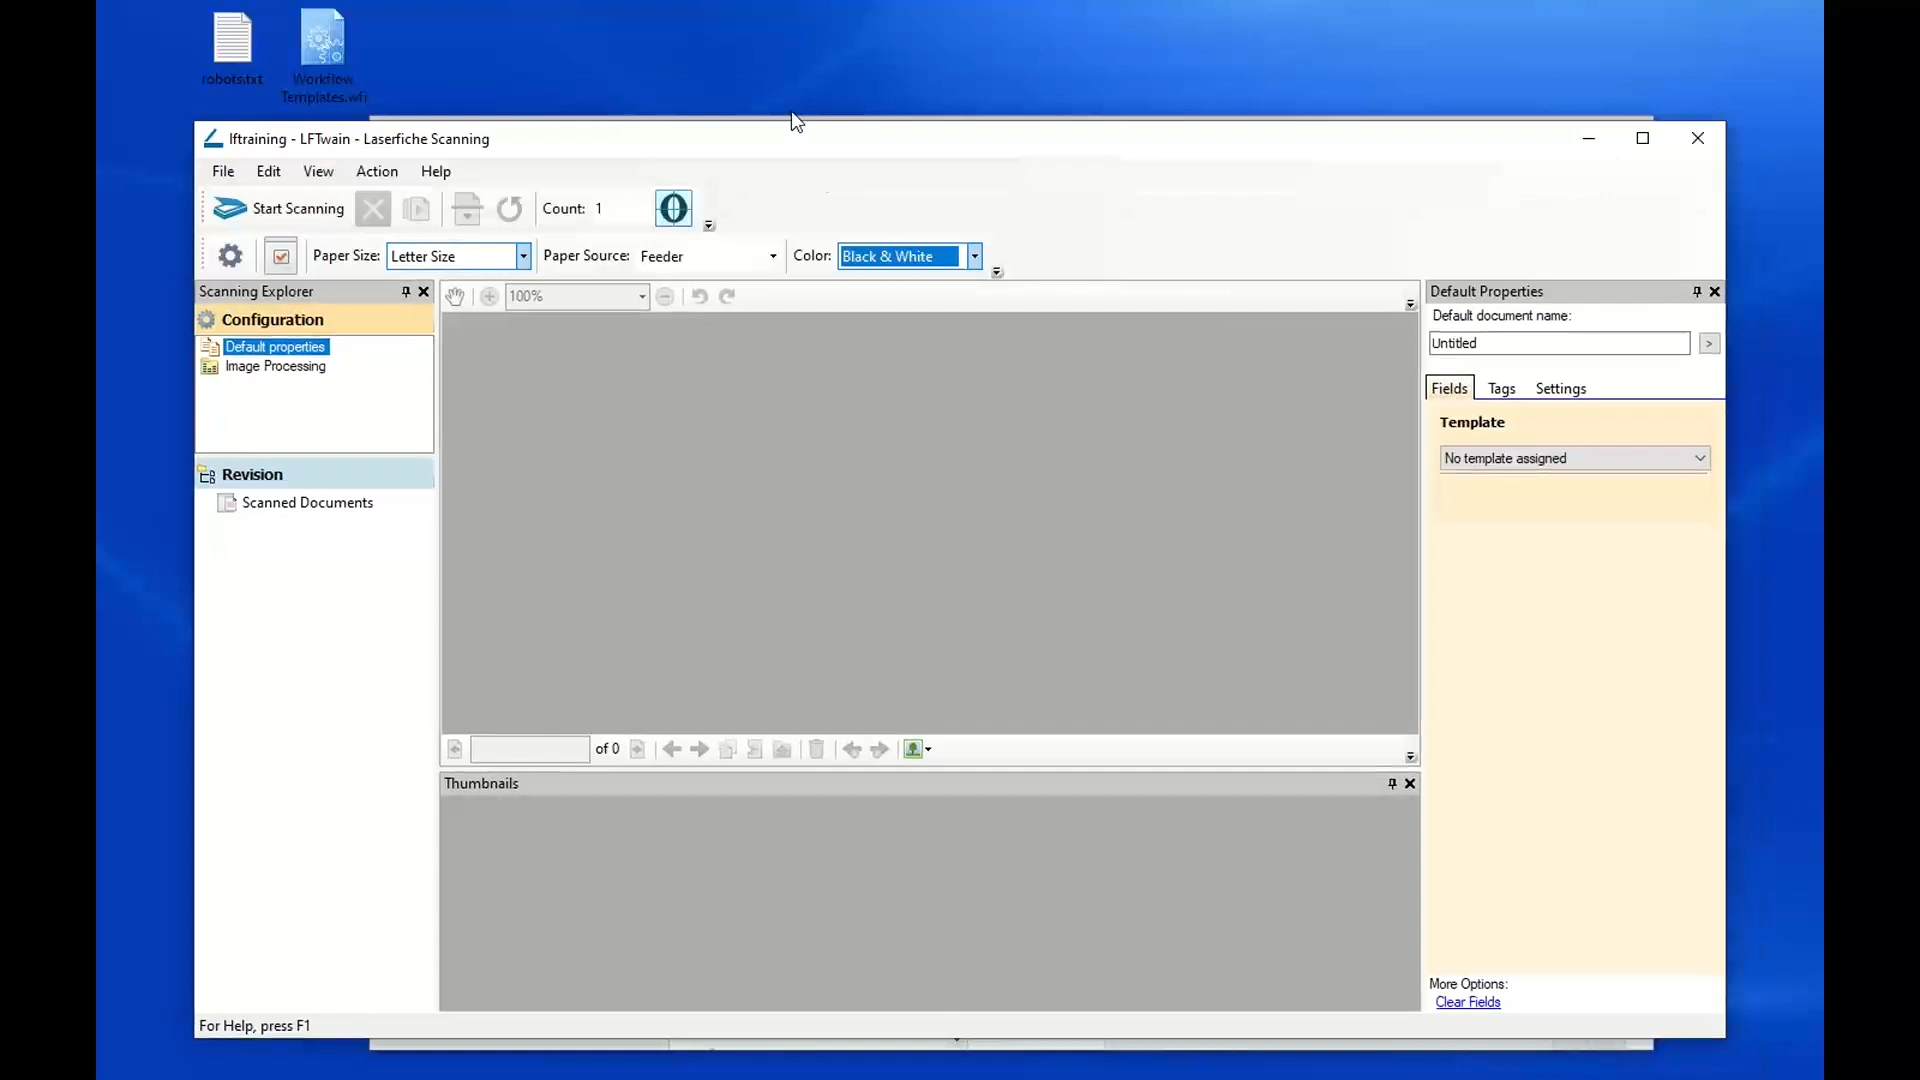 robots.txt
Workflow
Templates.wfi
lftraining - LFTwain - Laserfiche Scanning
File Edit View Action Help
Start Scanning Count: 1
Paper Size: Letter Size Paper Source: Feeder Color: Black & White
Scanning Explorer
Configuration
Default properties
Image Processing
Revision
Scanned Documents
100%
of 0
Thumbnails
Default Properties
Default document name:
Untitled
>
Fields Tags Settings
Template
No template assigned
More Options:
Clear Fields
For Help, press F1